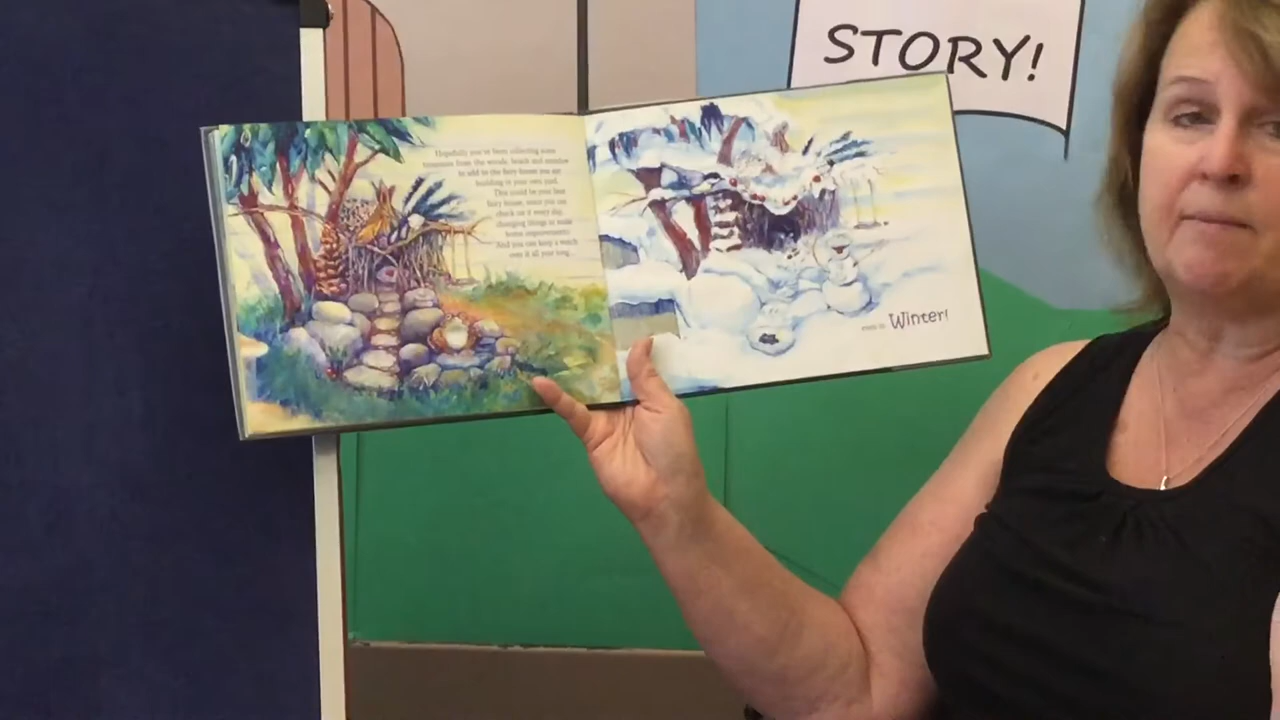 STORY!
Hopefully you've been collecting some
treasures from the woods, beach and meadow
to add to the fairy house you are
building in your own yard.
This could be your best
fairy house, since you can
check on it every day,
changing things to make
home improvements!
And you can keep a watch
over it all year long...
even in Winter!